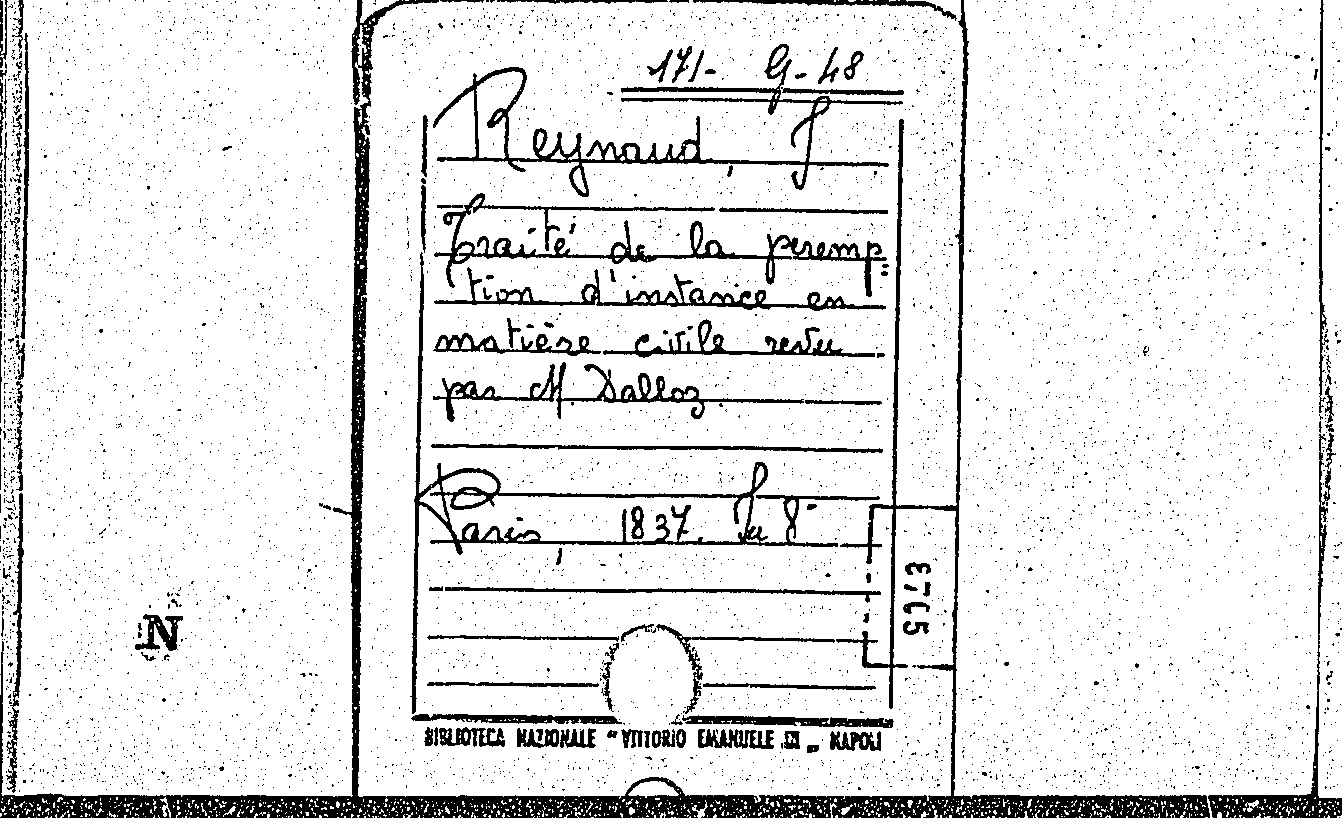 171- G-48
Reynaud, J
Traité de la peremp=
tion d'instance en
matière civile revu
par M. Dalloz.
Paris, 1837. In 8°
N
BIBLIOTECA NAZIONALE "VITTORIO EMANUELE III" NAPOLI